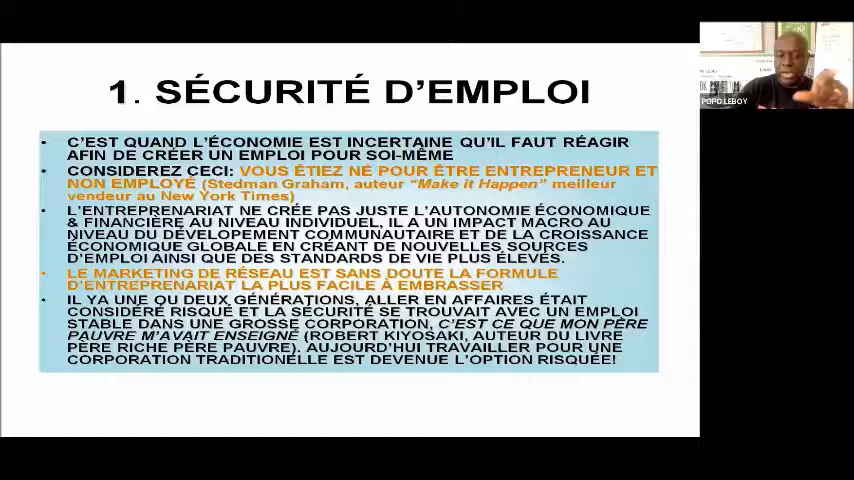 1. SÉCURITÉ D'EMPLOI
• C'EST QUAND L'ÉCONOMIE EST INCERTAINE QU'IL FAUT RÉAGIR
AFIN DE CRÉER UN EMPLOI POUR SOI-MÊME
• CONSIDEREZ CECI: VOUS ÊTIEZ NÉ POUR ÊTRE ENTREPRENEUR ET
NON EMPLOYÉ (Stedman Graham, auteur "Make it Happen" meilleur
vendeur au New York Times)
• L'ENTREPRENARIAT NE CRÉE PAS JUSTE L'AUTONOMIE ÉCONOMIQUE
& FINANCIÈRE AU NIVEAU INDIVIDUEL, IL A UN IMPACT MACRO AU
NIVEAU DU DÉVELOPEMENT COMMUNAUTAIRE ET DE LA CROISSANCE
ÉCONOMIQUE GLOBALE EN CRÉANT DE NOUVELLES SOURCES
D'EMPLOI AINSI QUE DES STANDARDS DE VIE PLUS ÉLEVÉS.
• LE MARKETING DE RÉSEAU EST SANS DOUTE LA FORMULE
D'ENTREPRENARIAT LA PLUS FACILE À EMBRASSER
• IL YA UNE OU DEUX GÉNÉRATIONS, ALLER EN AFFAIRES ÉTAIT
CONSIDÉRÉ RISQUÉ ET LA SÉCURITÉ SE TROUVAIT AVEC UN EMPLOI
STABLE DANS UNE GROSSE CORPORATION, C'EST CE QUE MON PÈRE
PAUVRE M'AVAIT ENSEIGNÉ (ROBERT KIYOSAKI, AUTEUR DU LIVRE
PÈRE RICHE PÈRE PAUVRE). AUJOURD'HUI TRAVAILLER POUR UNE
CORPORATION TRADITIONELLE EST DEVENUE L'OPTION RISQUÉE!
POPO LEBOY